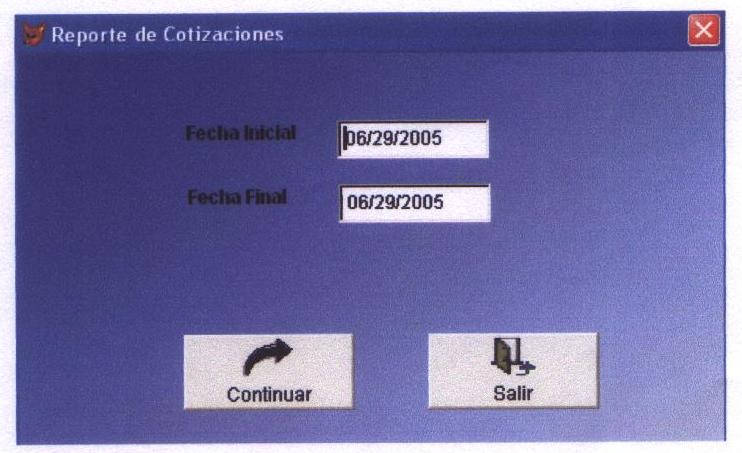 Reporte de Cotizaciones
Fecha Inicial 06/29/2005
Fecha Final 06/29/2005
Continuar Salir